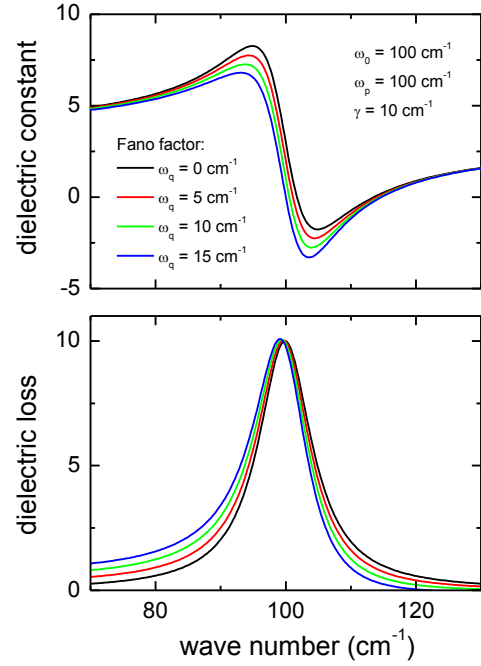 10
5
0
-5
dielectric constant
ω₀ = 100 cm⁻¹
ωₚ = 100 cm⁻¹
γ = 10 cm⁻¹
Fano factor:
ω_q = 0 cm⁻¹
ω_q = 5 cm⁻¹
ω_q = 10 cm⁻¹
ω_q = 15 cm⁻¹
10
5
0
dielectric loss
80 100 120
wave number (cm⁻¹)